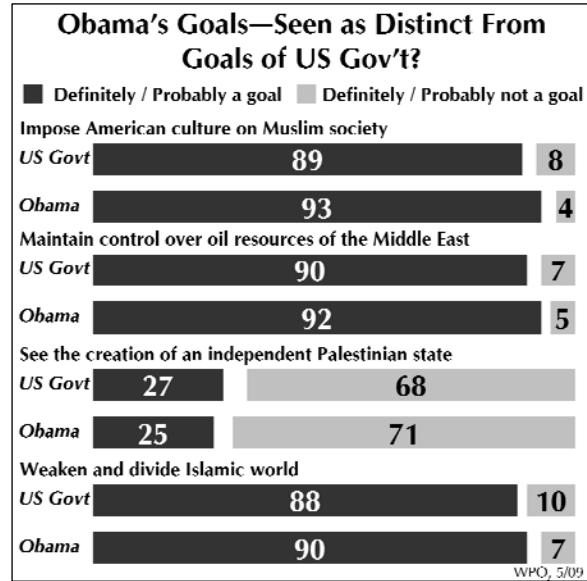 Obama's Goals—Seen as Distinct From
Goals of US Gov't?
Definitely / Probably a goal Definitely / Probably not a goal
Impose American culture on Muslim society
US Govt 89 8
Obama 93 4
Maintain control over oil resources of the Middle East
US Govt 90 7
Obama 92 5
See the creation of an independent Palestinian state
US Govt 27 68
Obama 25 71
Weaken and divide Islamic world
US Govt 88 10
Obama 90 7
WPO, 5/09